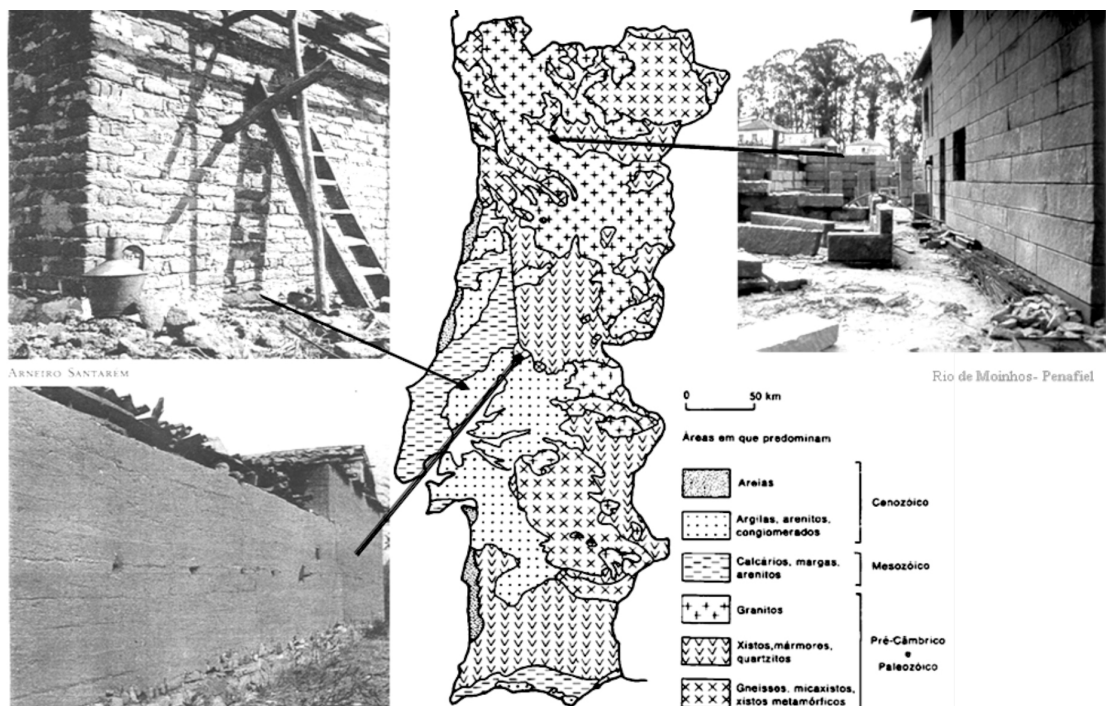 ARNEIRO SANTAREM
Rio de Moinhos- Penafiel
0 50 km
Áreas em que predominam
Areias
Argilas, arenitos,
conglomerados
Cenozóico
Calcários, margas,
arenitos
Mesozóico
Granitos
Xistos,mármores,
quartzitos
Pré-Câmbrico
e
Paleozóico
Gneisses, micaxistos,
xistos metamórficos